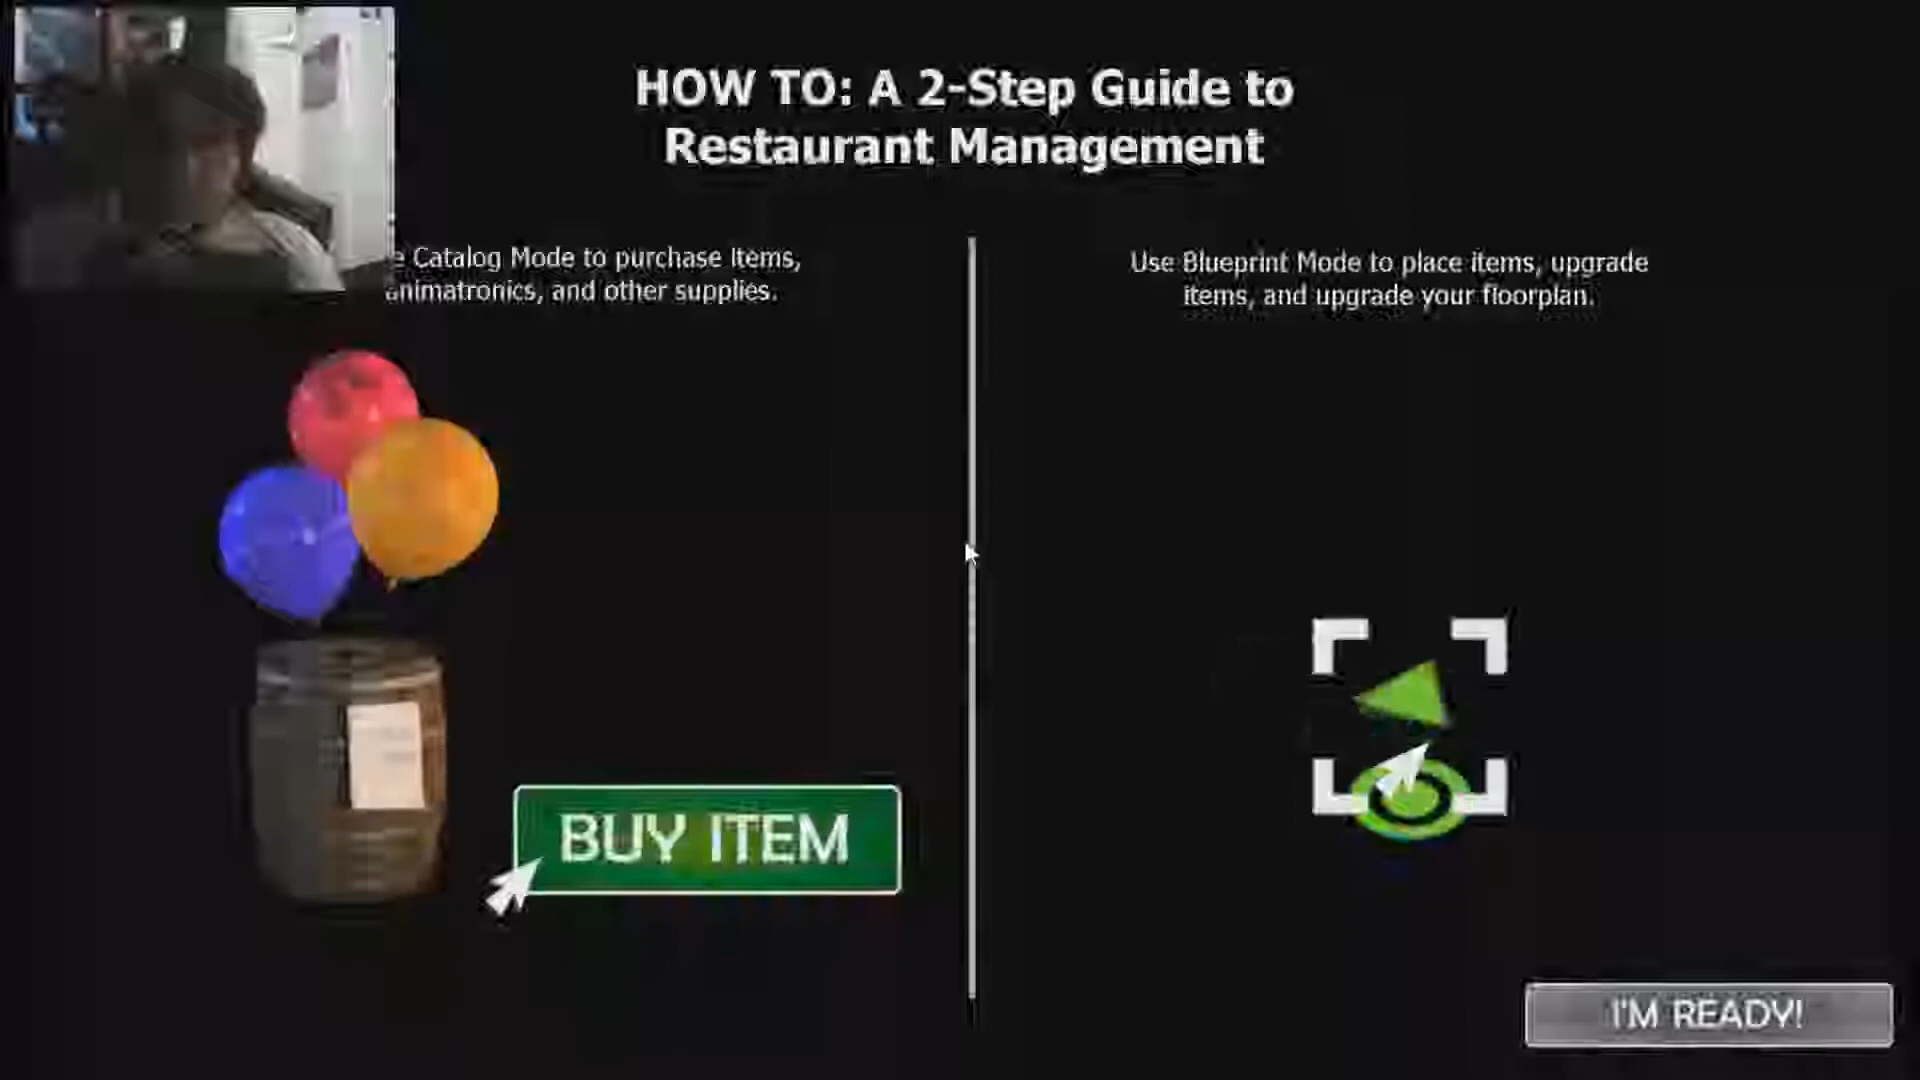 HOW TO: A 2-Step Guide to
Restaurant Management
e Catalog Mode to purchase items,
animatronics, and other supplies.
Use Blueprint Mode to place items, upgrade
items, and upgrade your floorplan.
BUY ITEM
I'M READY!